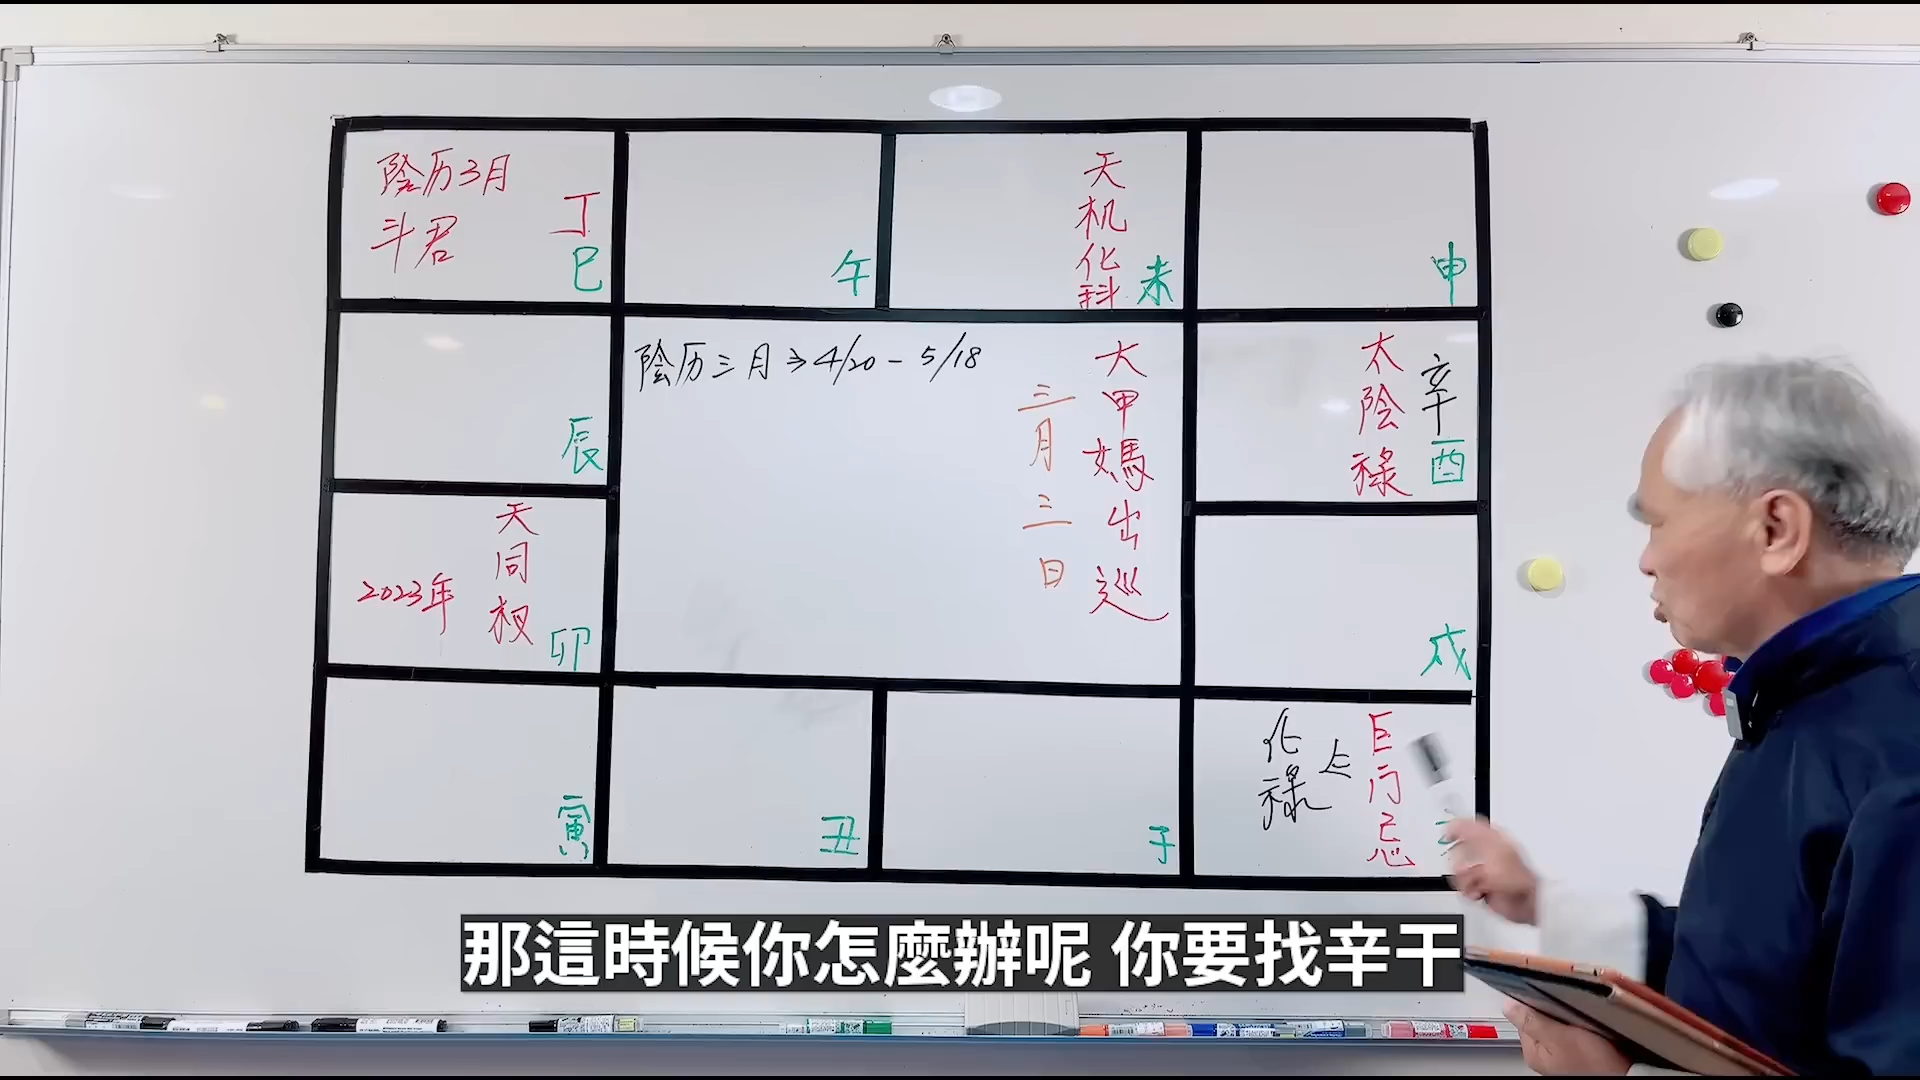 陰历3月
斗君
丁
巳
午
天机化科
未
申
辰
陰历三月→4/20-5/18
大甲媽出巡
三月三日
太陰祿
辛
酉
2023年
天同权
卯
戌
寅
丑
子
化祿
巨门忌
那這時候你怎麼辦呢 你要找辛干